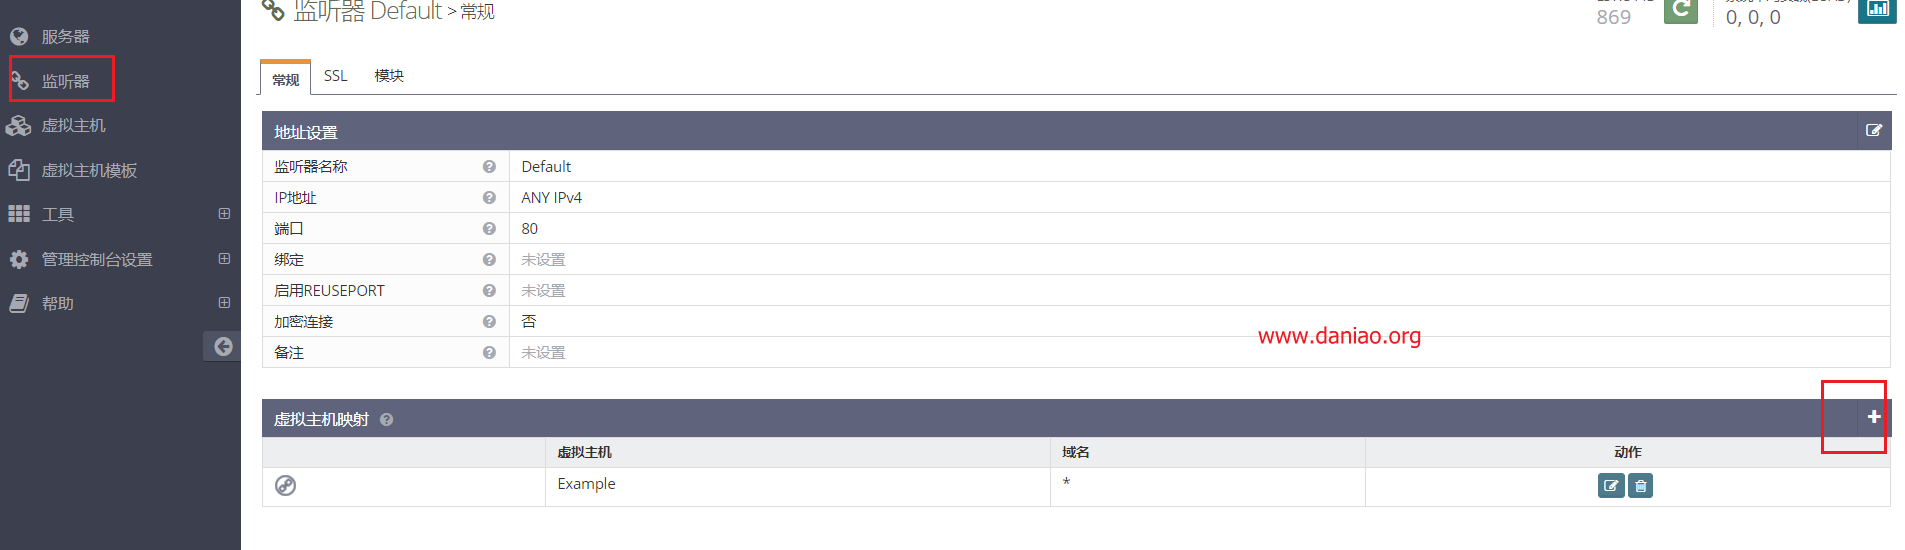 监听器 Default > 常规
869
0, 0, 0
服务器
监听器
虚拟主机
虚拟主机模板
工具
管理控制台设置
帮助
常规 SSL 模块
地址设置
监听器名称 Default
IP地址 ANY IPv4
端口 80
绑定 未设置
启用REUSEPORT 未设置
加密连接 否
备注 未设置
www.daniao.org
虚拟主机映射
虚拟主机 域名 动作
Example *